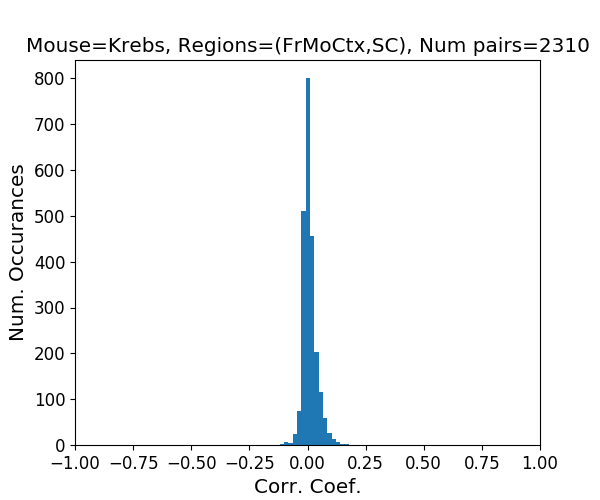 Mouse=Krebs, Regions=(FrMoCtx,SC), Num pairs=2310
800
700
600
500
400
300
200
100
0
Num. Occurances
−1.00 −0.75 −0.50 −0.25 0.00 0.25 0.50 0.75 1.00
Corr. Coef.